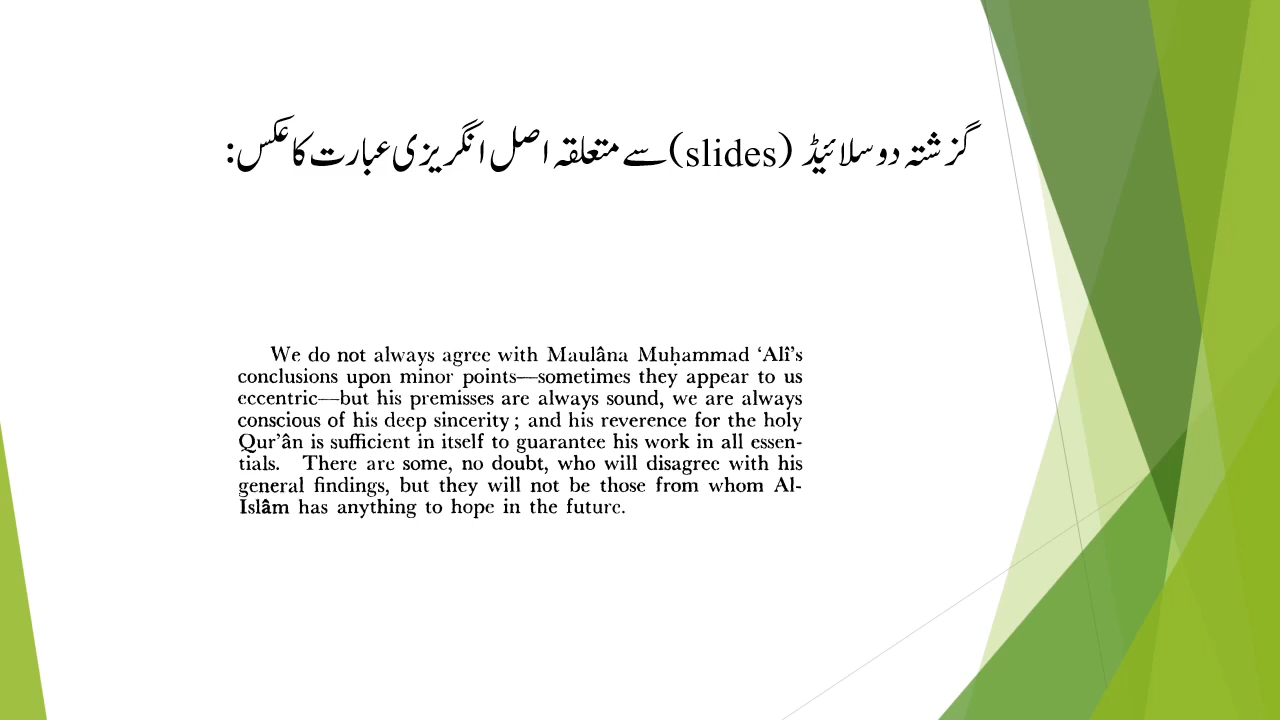 گزشتہ دو سلائیڈ (slides) سے متعلقہ اصل انگریزی عبارت کا عکس:
We do not always agree with Maulâna Muḥammad ‘Alî’s
conclusions upon minor points—sometimes they appear to us
eccentric—but his premisses are always sound, we are always
conscious of his deep sincerity; and his reverence for the holy
Qur’ân is sufficient in itself to guarantee his work in all essen-
tials. There are some, no doubt, who will disagree with his
general findings, but they will not be those from whom Al-
Islâm has anything to hope in the future.